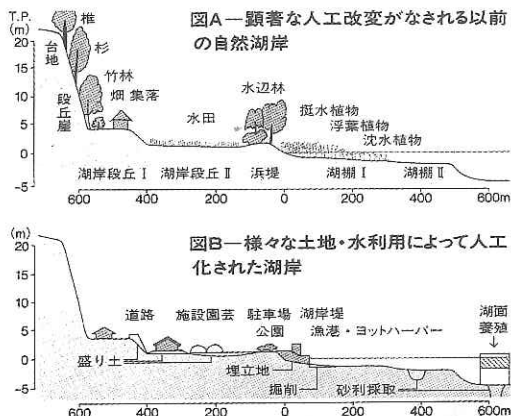 T.P.
(m)
図A—顕著な人工改変がなされる以前
の自然湖岸
20
15
10
5
0
-5
台地
椎
杉
竹林
畑 集落
段丘崖
水田
水辺林
挺水植物
浮葉植物
沈水植物
湖岸段丘Ⅰ 湖岸段丘Ⅱ 浜堤 湖棚Ⅰ 湖棚Ⅱ
600 400 200 0 200 400 600m
(m)
図B—様々な土地・水利用によって人工
化された湖岸
20
15
10
5
0
-5
道路 施設園芸 駐車場
公園
湖岸堤
漁港・ヨットハーバー
湖面
養殖
盛り土
埋立地
掘削
砂利採取
600 400 200 0 200 400 600m